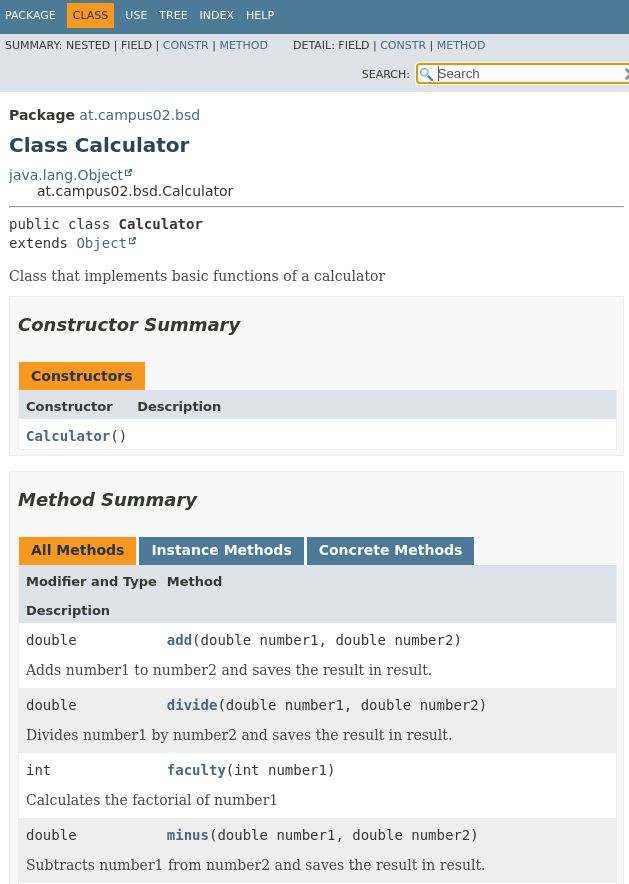 PACKAGE CLASS USE TREE INDEX HELP
SUMMARY: NESTED | FIELD | CONSTR | METHOD DETAIL: FIELD | CONSTR | METHOD
SEARCH: Search
Package at.campus02.bsd
Class Calculator
java.lang.Object
at.campus02.bsd.Calculator
public class Calculator
extends Object
Class that implements basic functions of a calculator
Constructor Summary
Constructors
Constructor Description
Calculator()
Method Summary
All Methods Instance Methods Concrete Methods
Modifier and Type Method
Description
double add(double number1, double number2)
Adds number1 to number2 and saves the result in result.
double divide(double number1, double number2)
Divides number1 by number2 and saves the result in result.
int faculty(int number1)
Calculates the factorial of number1
double minus(double number1, double number2)
Subtracts number1 from number2 and saves the result in result.